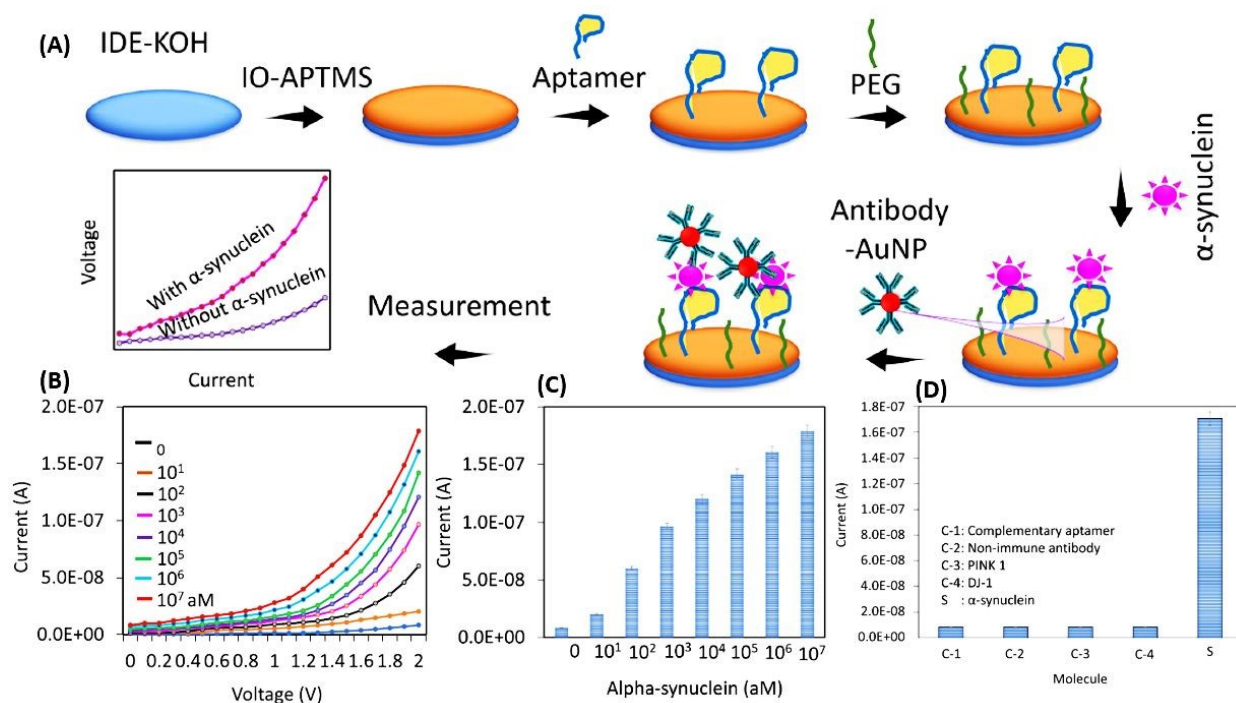 (A)
IDE-KOH
IO-APTMS
Aptamer
PEG
α-synuclein
Antibody
-AuNP
Measurement
Voltage
With α-synuclein
Without α-synuclein
Current
(B)
2.0E-07
1.5E-07
1.0E-07
5.0E-08
0.0E+00
Current (A)
0
10¹
10²
10³
10⁴
10⁵
10⁶
10⁷ aM
0 0.2 0.4 0.6 0.8 1 1.2 1.4 1.6 1.8 2
Voltage (V)
(C)
2.0E-07
1.5E-07
1.0E-07
5.0E-08
0.0E+00
Current (A)
0 10¹ 10² 10³ 10⁴ 10⁵ 10⁶ 10⁷
Alpha-synuclein (aM)
(D)
1.8E-07
1.6E-07
1.4E-07
1.2E-07
1.0E-07
8.0E-08
6.0E-08
4.0E-08
2.0E-08
0.0E+00
Current (A)
C-1: Complementary aptamer
C-2: Non-immune antibody
C-3: PINK 1
C-4: DJ-1
S : α-synuclein
C-1 C-2 C-3 C-4 S
Molecule